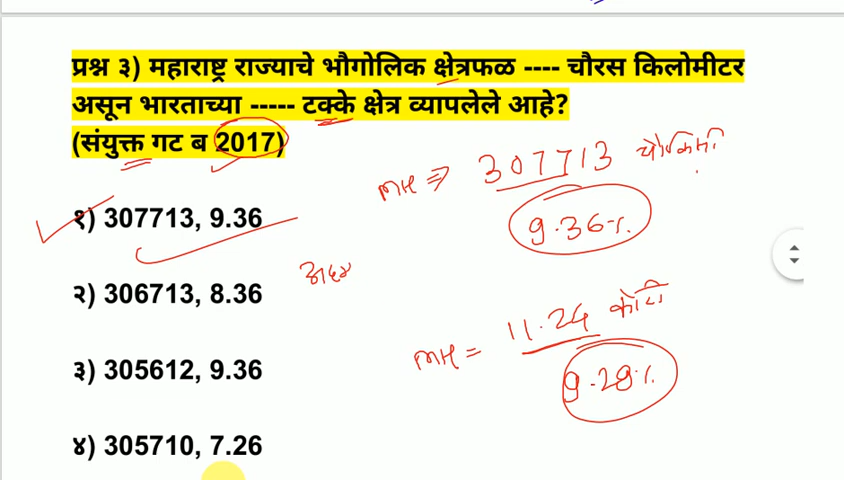 प्रश्न ३) महाराष्ट्र राज्याचे भौगोलिक क्षेत्रफळ ---- चौरस किलोमीटर
असून भारताच्या ----- टक्के क्षेत्र व्यापलेले आहे?
(संयुक्त गट ब 2017)
MH ⇒ 307713 चौकिमी
१) 307713, 9.36
9.36%
२) 306713, 8.36
MH = 11.24 कोटी
३) 305612, 9.36
9.29%
४) 305710, 7.26